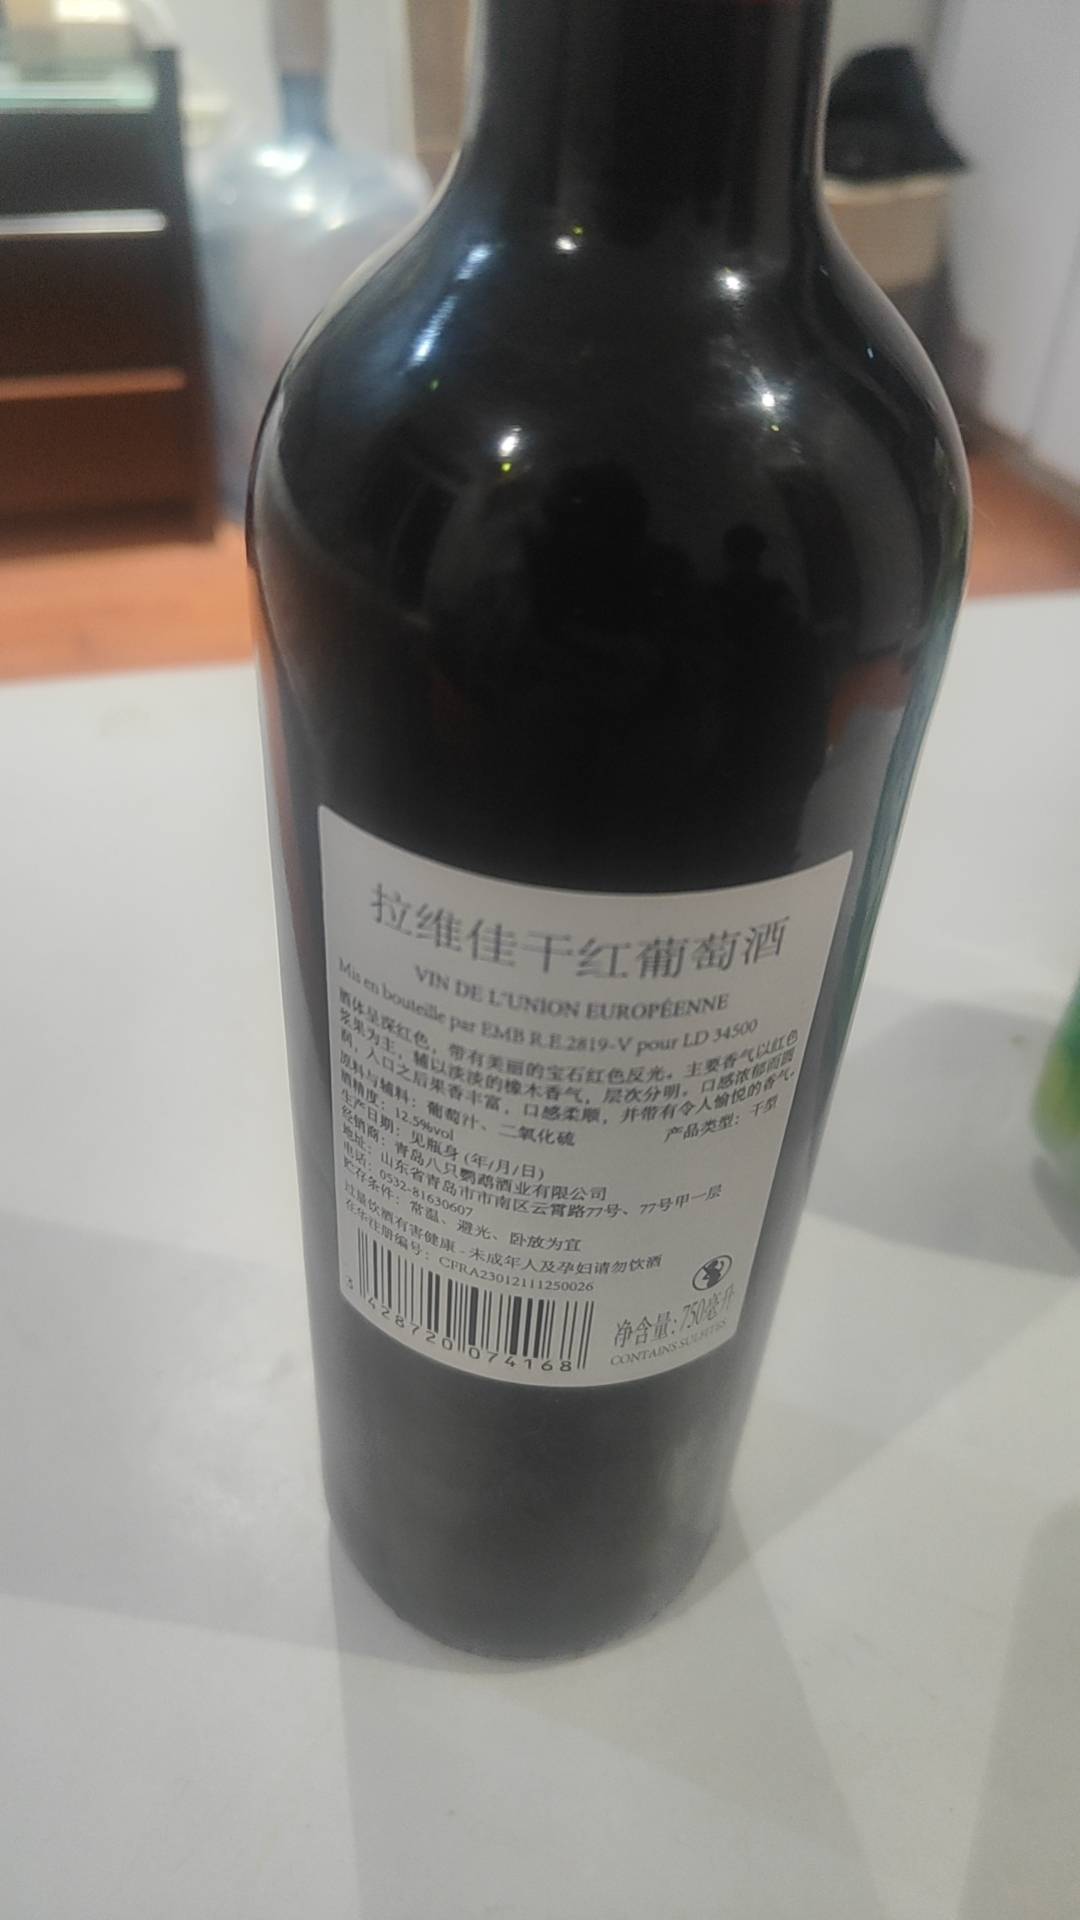 拉维佳干红葡萄酒
VIN DE L'UNION EUROPÉENNE
Mis en bouteille par EMB R.E.2819-V pour LD 34500
酒体呈深红色，带有美丽的宝石红色反光。主要香气以红色
浆果为主，辅以淡淡的橡木香气，层次分明。口感浓郁而圆
润，入口之后果香丰富，口感柔顺，并带有令人愉悦的香气。
原料与辅料：葡萄汁、二氧化硫 产品类型：干型
酒精度：12.5%vol
生产日期：见瓶身 (年/月/日)
经销商：青岛八只鹦鹉酒业有限公司
地址：山东省青岛市市南区云霄路77号、77号甲一层
电话：0532-81630607
贮存条件：常温、避光、卧放为宜
过量饮酒有害健康 - 未成年人及孕妇请勿饮酒
在华注册编号：CFRA23012111250026
3 428720 074168
净含量: 750毫升
CONTAINS SULFITES